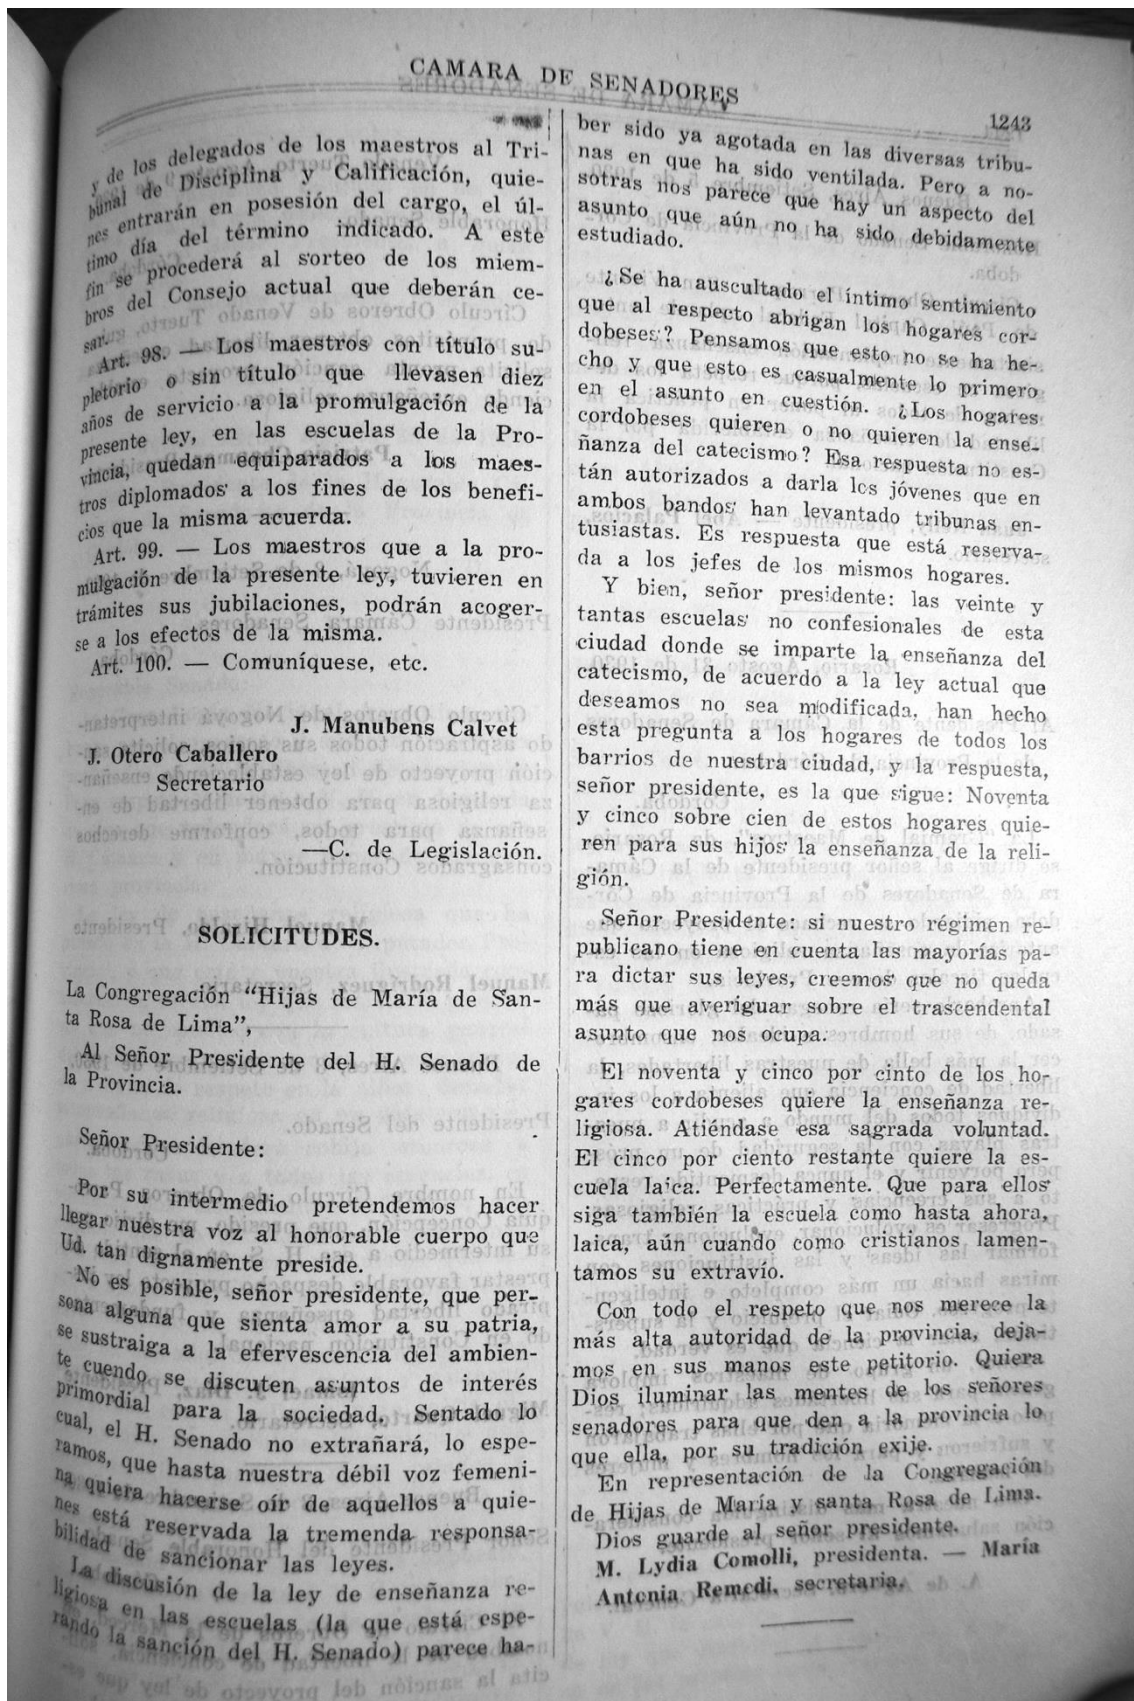 CAMARA DE SENADORES
1243
y de los delegados de los maestros al Tri-
bunal de Disciplina y Calificación, quie-
nes entrarán en posesión del cargo, el úl-
timo día del término indicado. A este
fin se procederá al sorteo de los miem-
bros del Consejo actual que deberán ce-
sar.
Art. 98. — Los maestros con título su-
pletorio o sin título que llevasen diez
años de servicio a la promulgación de la
presente ley, en las escuelas de la Pro-
vincia, quedan equiparados a los maes-
tros diplomados a los fines de los benefi-
cios que la misma acuerda.
Art. 99. — Los maestros que a la pro-
mulgación de la presente ley, tuvieren en
trámites sus jubilaciones, podrán acoger-
se a los efectos de la misma.
Art. 100. — Comuníquese, etc.
J. Manubens Calvet
J. Otero Caballero
Secretario
—C. de Legislación.
SOLICITUDES.
La Congregación "Hijas de María de San-
ta Rosa de Lima",
Al Señor Presidente del H. Senado de
la Provincia.
Señor Presidente:
Por su intermedio pretendemos hacer
llegar nuestra voz al honorable cuerpo que
Ud. tan dignamente preside.
No es posible, señor presidente, que per-
sona alguna que sienta amor a su patria,
se sustraiga a la efervescencia del ambien-
te cuendo se discuten asuntos de interés
primordial para la sociedad. Sentado lo
cual, el H. Senado no extrañará, lo espe-
ramos, que hasta nuestra débil voz femeni-
na quiera hacerse oír de aquellos a quie-
nes está reservada la tremenda responsa-
bilidad de sancionar las leyes.
La discusión de la ley de enseñanza re-
ligiosa en las escuelas (la que está espe-
rando la sanción del H. Senado) parece ha-
ber sido ya agotada en las diversas tribu-
nas en que ha sido ventilada. Pero a no-
sotras nos parece que hay un aspecto del
asunto que aún no ha sido debidamente
estudiado.
¿Se ha auscultado el íntimo sentimiento
que al respecto abrigan los hogares cor-
dobeses? Pensamos que esto no se ha he-
cho y que esto es casualmente lo primero
en el asunto en cuestión. ¿Los hogares
cordobeses quieren o no quieren la ense-
ñanza del catecismo? Esa respuesta no es-
tán autorizados a darla los jóvenes que en
ambos bandos han levantado tribunas en-
tusiastas. Es respuesta que está reserva-
da a los jefes de los mismos hogares.
Y bien, señor presidente: las veinte y
tantas escuelas no confesionales de esta
ciudad donde se imparte la enseñanza del
catecismo, de acuerdo a la ley actual que
deseamos no sea modificada, han hecho
esta pregunta a los hogares de todos los
barrios de nuestra ciudad, y la respuesta,
señor presidente, es la que sigue: Noventa
y cinco sobre cien de estos hogares quie-
ren para sus hijos la enseñanza de la reli-
gión.
Señor Presidente: si nuestro régimen re-
publicano tiene en cuenta las mayorías pa-
ra dictar sus leyes, creemos que no queda
más que averiguar sobre el trascendental
asunto que nos ocupa.
El noventa y cinco por cinto de los ho-
gares cordobeses quiere la enseñanza re-
ligiosa. Atiéndase esa sagrada voluntad.
El cinco por ciento restante quiere la es-
cuela laica. Perfectamente. Que para ellos
siga también la escuela como hasta ahora,
laica, aún cuando como cristianos lamen-
tamos su extravío.
Con todo el respeto que nos merece la
más alta autoridad de la provincia, deja-
mos en sus manos este petitorio. Quiera
Dios iluminar las mentes de los señores
senadores para que den a la provincia lo
que ella, por su tradición exije.
En representación de la Congregación
de Hijas de María y santa Rosa de Lima.
Dios guarde al señor presidente.
M. Lydia Comolli, presidenta. — María
Antonia Remedi, secretaria.